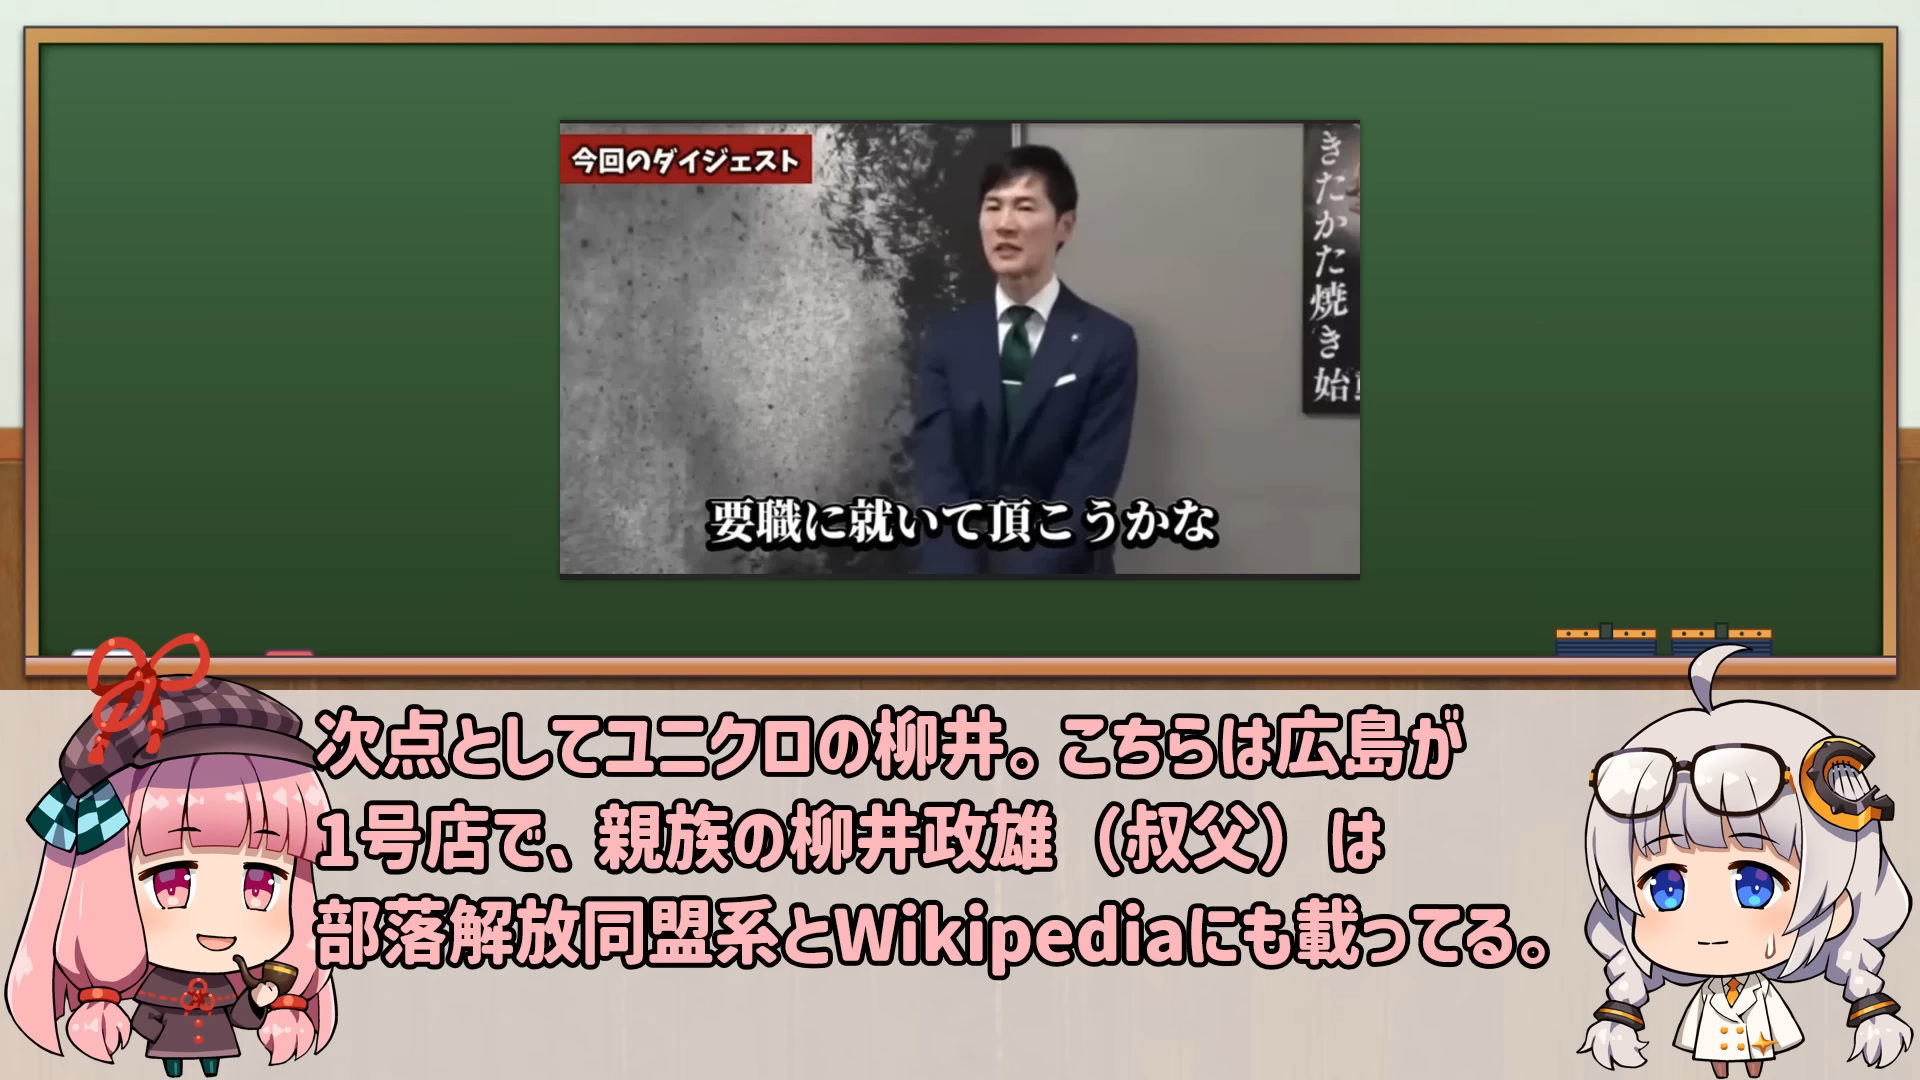 今回のダイジェスト
きたかた焼き始
要職に就いて頂こうかな
次点としてユニクロの柳井。こちらは広島が
1号店で、親族の柳井政雄（叔父）は
部落解放同盟系とWikipediaにも載ってる。